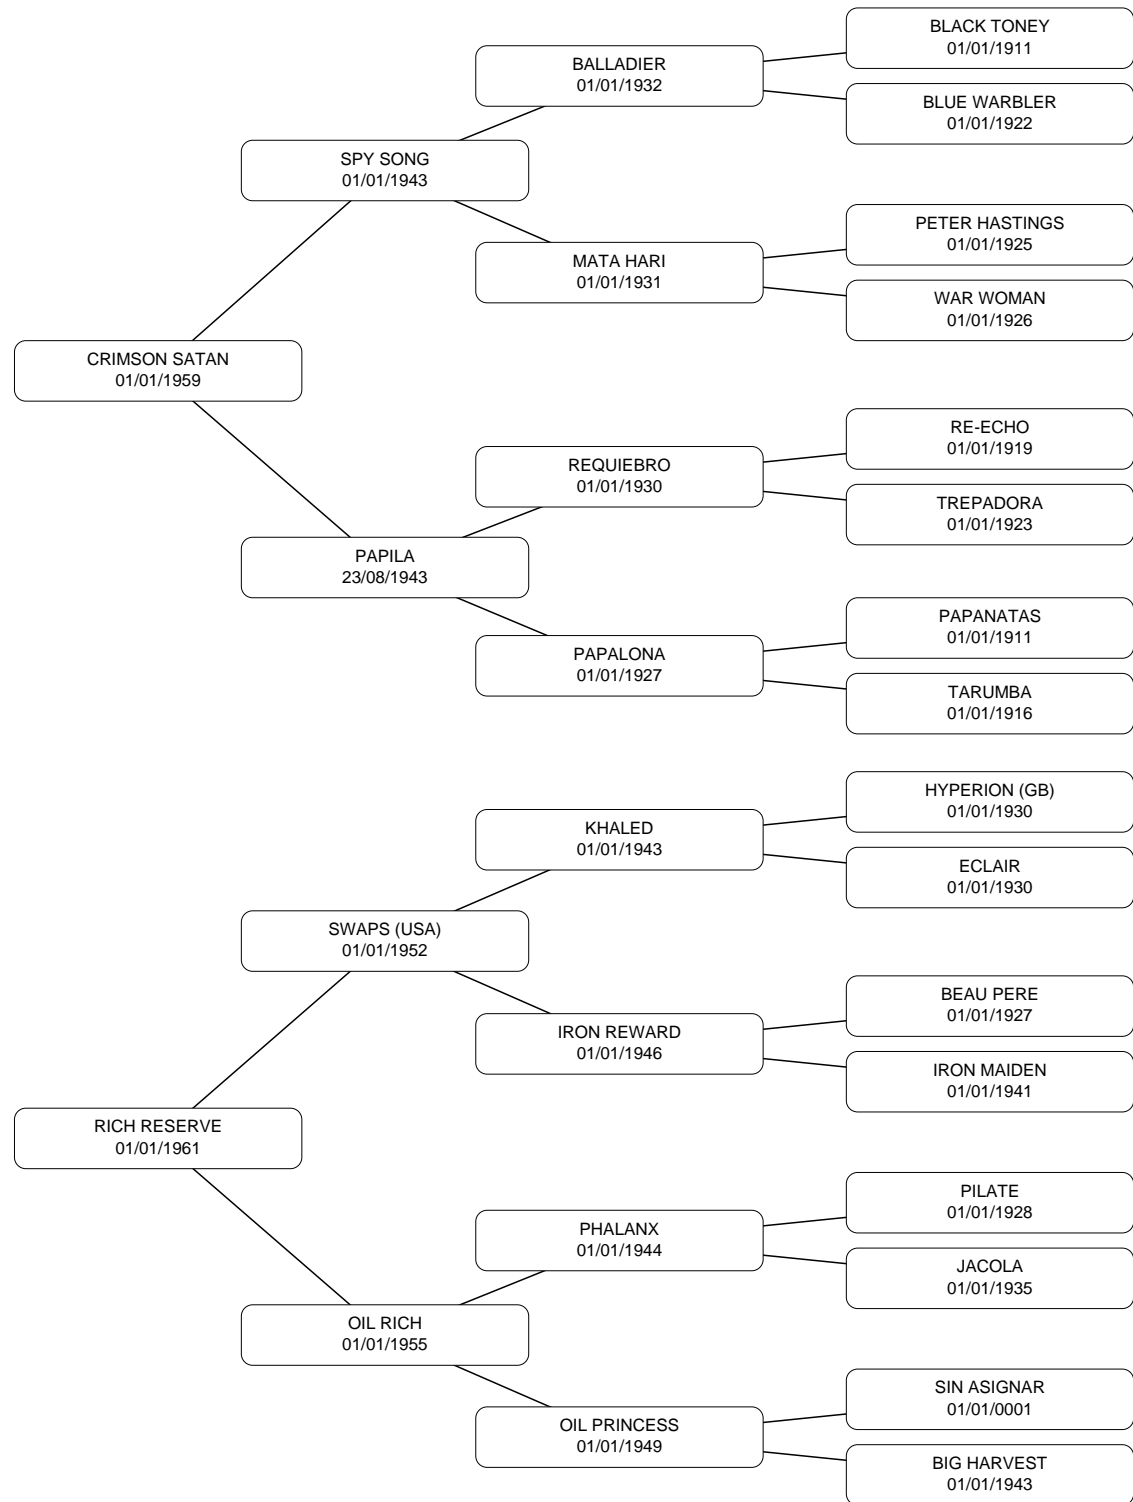 BLACK TONEY
01/01/1911
BALLADIER
01/01/1932
BLUE WARBLER
01/01/1922
SPY SONG
01/01/1943
PETER HASTINGS
01/01/1925
MATA HARI
01/01/1931
WAR WOMAN
01/01/1926
CRIMSON SATAN
01/01/1959
RE-ECHO
01/01/1919
REQUIEBRO
01/01/1930
TREPADORA
01/01/1923
PAPILA
23/08/1943
PAPANATAS
01/01/1911
PAPALONA
01/01/1927
TARUMBA
01/01/1916
HYPERION (GB)
01/01/1930
KHALED
01/01/1943
ECLAIR
01/01/1930
SWAPS (USA)
01/01/1952
BEAU PERE
01/01/1927
IRON REWARD
01/01/1946
IRON MAIDEN
01/01/1941
RICH RESERVE
01/01/1961
PILATE
01/01/1928
PHALANX
01/01/1944
JACOLA
01/01/1935
OIL RICH
01/01/1955
SIN ASIGNAR
01/01/0001
OIL PRINCESS
01/01/1949
BIG HARVEST
01/01/1943